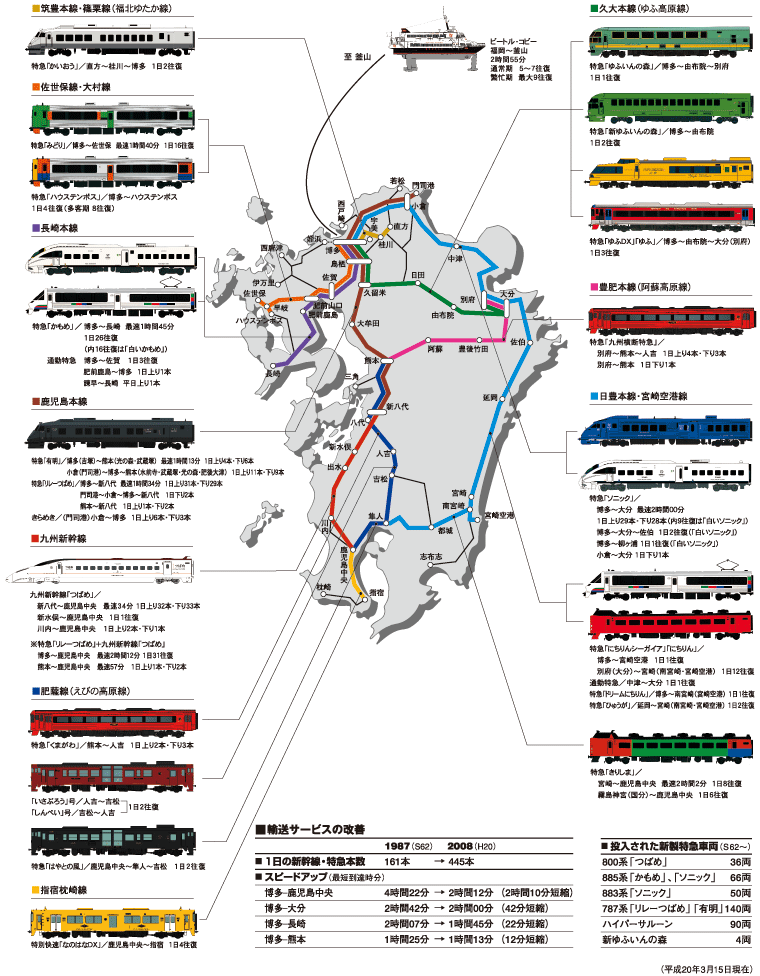 ■筑豊本線・篠栗線(福北ゆたか線)
特急「かいおう」／直方～桂川～博多 1日2往復
■佐世保線・大村線
特急「みどり」／博多～佐世保 最速1時間40分 1日16往復
特急「ハウステンボス」／博多～ハウステンボス
1日4往復(多客期 8往復)
■長崎本線
特急「かもめ」／博多～長崎 最速1時間45分
1日26往復
(内16往復は「白いかもめ」)
通勤特急 博多～佐賀 1日3往復
肥前鹿島～博多 1日上り1本
諫早～長崎 平日上り1本
■鹿児島本線
特急「有明」／博多(吉塚)～熊本(光の森・武蔵塚) 最速1時間13分 1日上り4本・下り6本
小倉(門司港)～博多～熊本(水前寺・武蔵塚・光の森・肥後大津) 1日上り11本・下り9本
特急「リレーつばめ」／博多～新八代 最速1時間34分 1日上り31本・下り29本
門司港～小倉～博多～新八代 1日下り2本
熊本～新八代 1日上り1本・下り2本
きらめき／(門司港)小倉～博多 1日上り6本・下り3本
■九州新幹線
九州新幹線「つばめ」／
新八代～鹿児島中央 最速34分 1日上り32本・下り33本
新水俣～鹿児島中央 1日1往復
川内～鹿児島中央 1日上り2本・下り1本
※特急「リレーつばめ」+九州新幹線「つばめ」
博多～鹿児島中央 最速2時間12分 1日31往復
熊本～鹿児島中央 最速57分 1日上り1本・下り2本
■肥薩線(えびの高原線)
特急「くまがわ」／熊本～人吉 1日上り2本・下り3本
「いさぶろう」号／人吉～吉松
「しんぺい」号／吉松～人吉
1日2往復
特急「はやとの風」／鹿児島中央～隼人～吉松 1日2往復
■指宿枕崎線
特別快速「なのはなDX」／鹿児島中央～指宿 1日4往復
至 釜山
ビートル・コビー
福岡～釜山
2時間55分
通常期 5～7往復
繁忙期 最大9往復
若松
門司港
小倉
西戸崎
宇美
直方
桂川
姪浜
博多
西唐津
鳥栖
中津
伊万里
佐賀
久留米
日田
別府
大分
佐世保
早岐
肥前山口
肥前鹿島
由布院
ハウステンボス
大牟田
佐伯
長崎
熊本
阿蘇
豊後竹田
三角
延岡
新八代
八代
新水俣
人吉
出水
吉松
宮崎
南宮崎
宮崎空港
川内
隼人
都城
鹿児島中央
志布志
枕崎
指宿
■久大本線(ゆふ高原線)
特急「ゆふいんの森」／博多～由布院～別府
1日1往復
特急「新ゆふいんの森」／博多～由布院
1日2往復
特急「ゆふDX」「ゆふ」／博多～由布院～大分(別府)
1日3往復
■豊肥本線(阿蘇高原線)
特急「九州横断特急」／
別府～熊本～人吉 1日上り4本・下り3本
別府～熊本 1日下り1本
■日豊本線・宮崎空港線
特急「ソニック」／
博多～大分 最速2時間00分
1日上り29本・下り28本(内9往復は「白いソニック」)
博多～大分～佐伯 1日2往復(「白いソニック」)
博多～柳ヶ浦 1日1往復(「白いソニック」)
小倉～大分 1日下り1本
特急「にちりんシーガイア」「にちりん」／
博多～宮崎空港 1日1往復
別府(大分)～宮崎(南宮崎・宮崎空港) 1日12往復
通勤特急／中津～大分 1日1往復
特急「ドリームにちりん」／博多～南宮崎(宮崎空港) 1日1往復
特急「ひゅうが」／延岡～宮崎(南宮崎・宮崎空港) 1日2往復
特急「きりしま」／
宮崎～鹿児島中央 最速2時間2分 1日8往復
霧島神宮(国分)～鹿児島中央 1日6往復
■輸送サービスの改善
1987(S62) 2008(H20)
■1日の新幹線・特急本数 161本 → 445本
■スピードアップ(最短到達時分)
博多―鹿児島中央 4時間22分 → 2時間12分 (2時間10分短縮)
博多―大分 2時間42分 → 2時間00分 (42分短縮)
博多―長崎 2時間07分 → 1時間45分 (22分短縮)
博多―熊本 1時間25分 → 1時間13分 (12分短縮)
■投入された新製特急車両(S62～)
800系「つばめ」 36両
885系「かもめ」、「ソニック」 66両
883系「ソニック」 50両
787系「リレーつばめ」「有明」 140両
ハイパーサルーン 90両
新ゆふいんの森 4両
(平成20年3月15日現在)